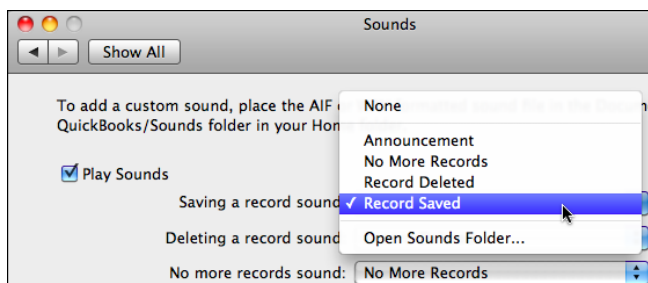 Sounds
Show All
To add a custom sound, place the AIF
QuickBooks/Sounds folder in your Hom
Play Sounds
Saving a record sound
Deleting a record sound
No more records sound: No More Records
None
Announcement
No More Records
Record Deleted
✓ Record Saved
Open Sounds Folder...